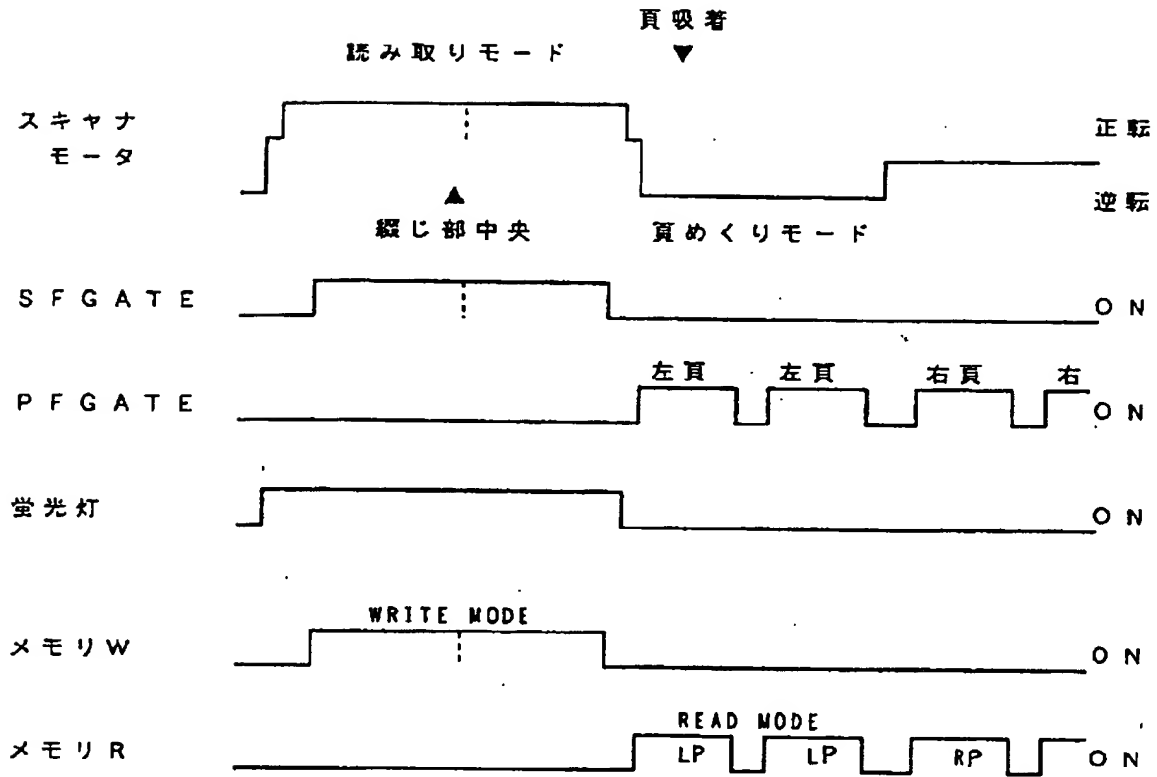 頁吸着
読み取りモード
スキャナ
モータ
正転
逆転
綴じ部中央
頁めくりモード
SFGATE
ON
左頁
左頁
右頁
右
PFGATE
ON
蛍光灯
ON
WRITE MODE
メモリW
ON
READ MODE
メモリR
LP
LP
RP
ON